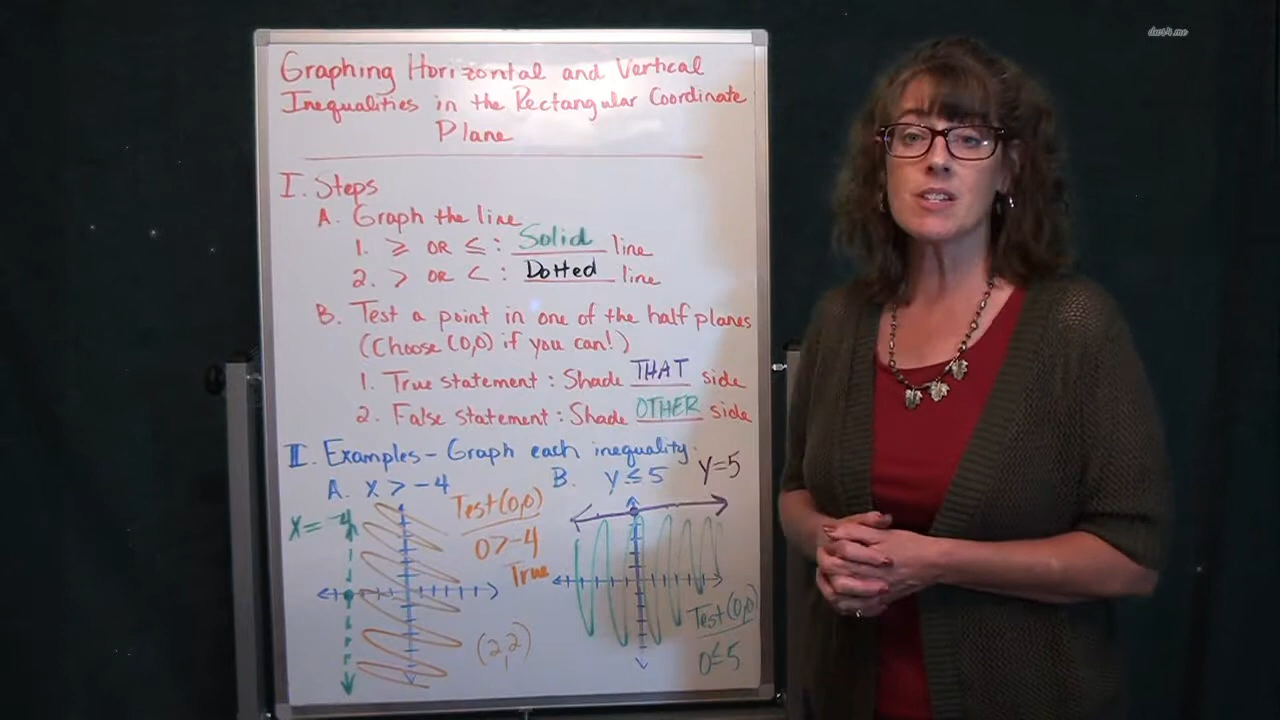 dwsh.me
Graphing Horizontal and Vertical
Inequalities in the Rectangular Coordinate
Plane
I. Steps
A. Graph the line
1. ≥ OR ≤ : Solid line
2. > OR < : Dotted line
B. Test a point in one of the half planes
(Choose (0,0) if you can!)
1. True statement : Shade THAT side
2. False statement : Shade OTHER side
II. Examples – Graph each inequality.
A. x > -4
B. y ≤ 5
y=5
x = -4
Test (0,0)
0 > -4
True
(2,2)
Test (0,0)
0 ≤ 5